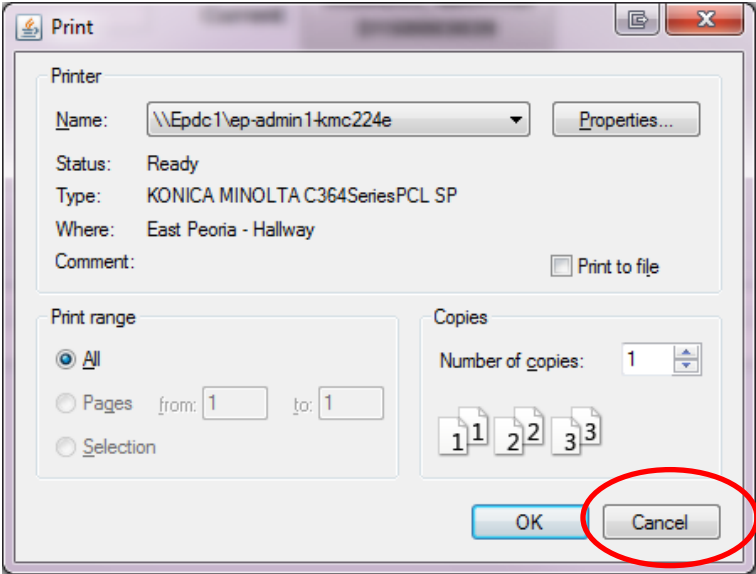 Current:
Print
Printer
Name: \\Epdc1\ep-admin1-kmc224e Properties...
Status: Ready
Type: KONICA MINOLTA C364SeriesPCL SP
Where: East Peoria - Hallway
Comment: Print to file
Print range Copies
All Number of copies: 1
Pages from: 1 to: 1
Selection
1 1 2 2 3 3
OK Cancel